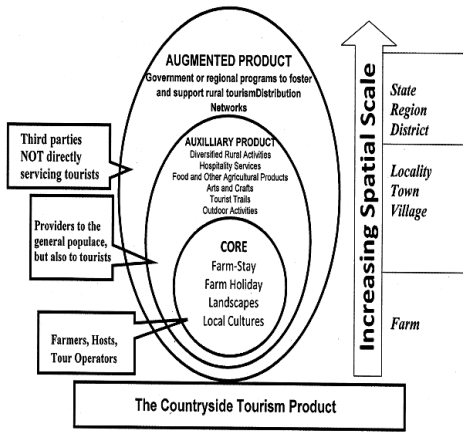 AUGMENTED PRODUCT
Government or regional programs to foster
and support rural tourismDistribution
Networks
AUXILLIARY PRODUCT
Diversified Rural Activities
Hospitality Services
Food and Other Agricultural Products
Arts and Crafts
Tourist Trails
Outdoor Activities
CORE
Farm-Stay
Farm Holiday
Landscapes
Local Cultures
Third parties
NOT directly
servicing tourists
Providers to the
general populace,
but also to tourists
Farmers, Hosts,
Tour Operators
Increasing Spatial Scale
State
Region
District
Locality
Town
Village
Farm
The Countryside Tourism Product